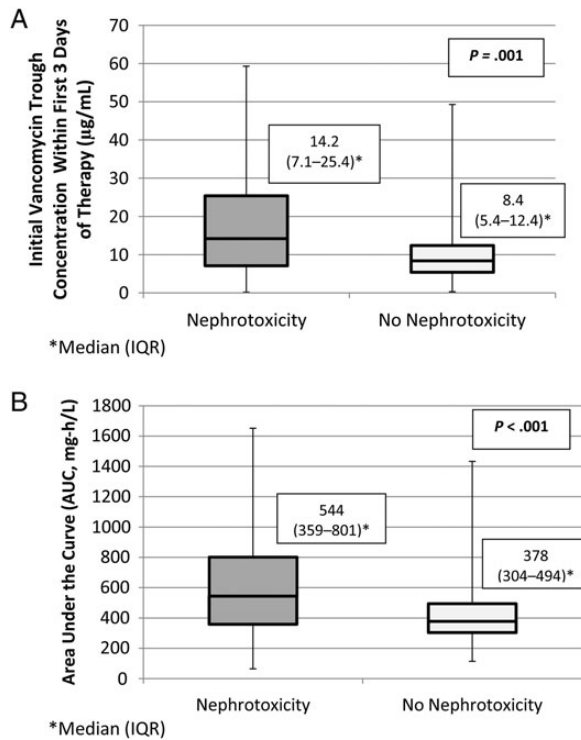 A
Initial Vancomycin Trough
Concentration Within First 3 Days
of Therapy (µg/mL)
70
60
50
40
30
20
10
0
P = .001
14.2
(7.1–25.4)*
8.4
(5.4–12.4)*
Nephrotoxicity
No Nephrotoxicity
*Median (IQR)
B
Area Under the Curve (AUC, mg-h/L)
1800
1600
1400
1200
1000
800
600
400
200
0
P < .001
544
(359–801)*
378
(304–494)*
Nephrotoxicity
No Nephrotoxicity
*Median (IQR)